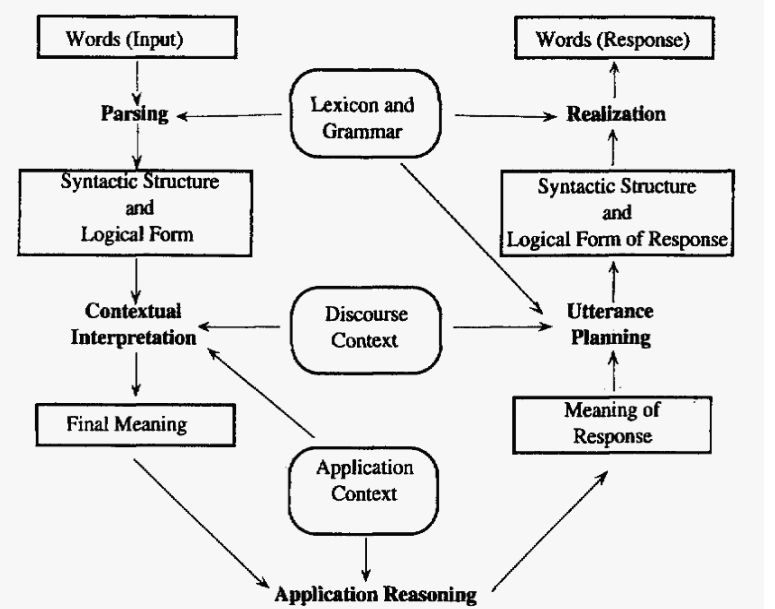 Words (Input)
Words (Response)
Parsing
Lexicon and
Grammar
Realization
Syntactic Structure
and
Logical Form
Syntactic Structure
and
Logical Form of Response
Contextual
Interpretation
Discourse
Context
Utterance
Planning
Final Meaning
Meaning of
Response
Application
Context
Application Reasoning